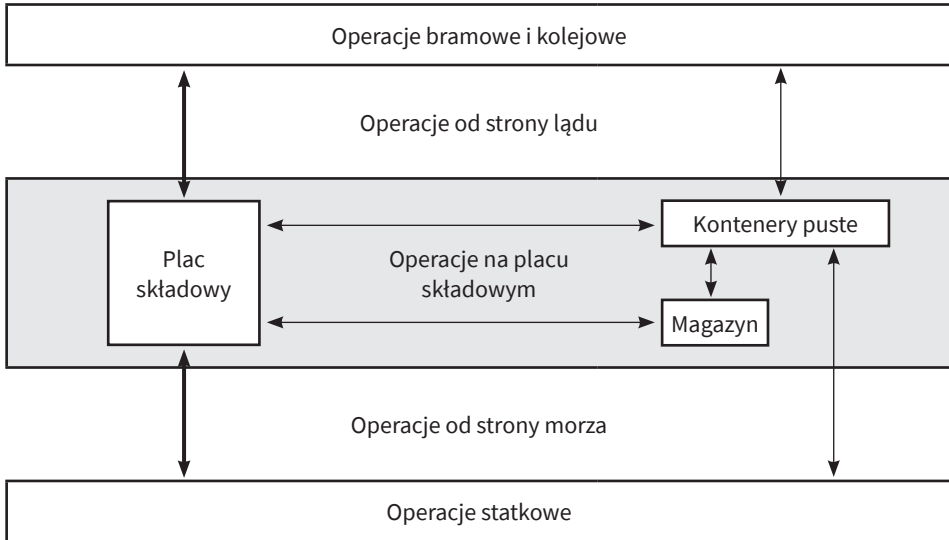 Operacje bramowe i kolejowe
Operacje od strony lądu
Kontenery puste
Plac
składowy
Operacje na placu
składowym
Magazyn
Operacje od strony morza
Operacje statkowe